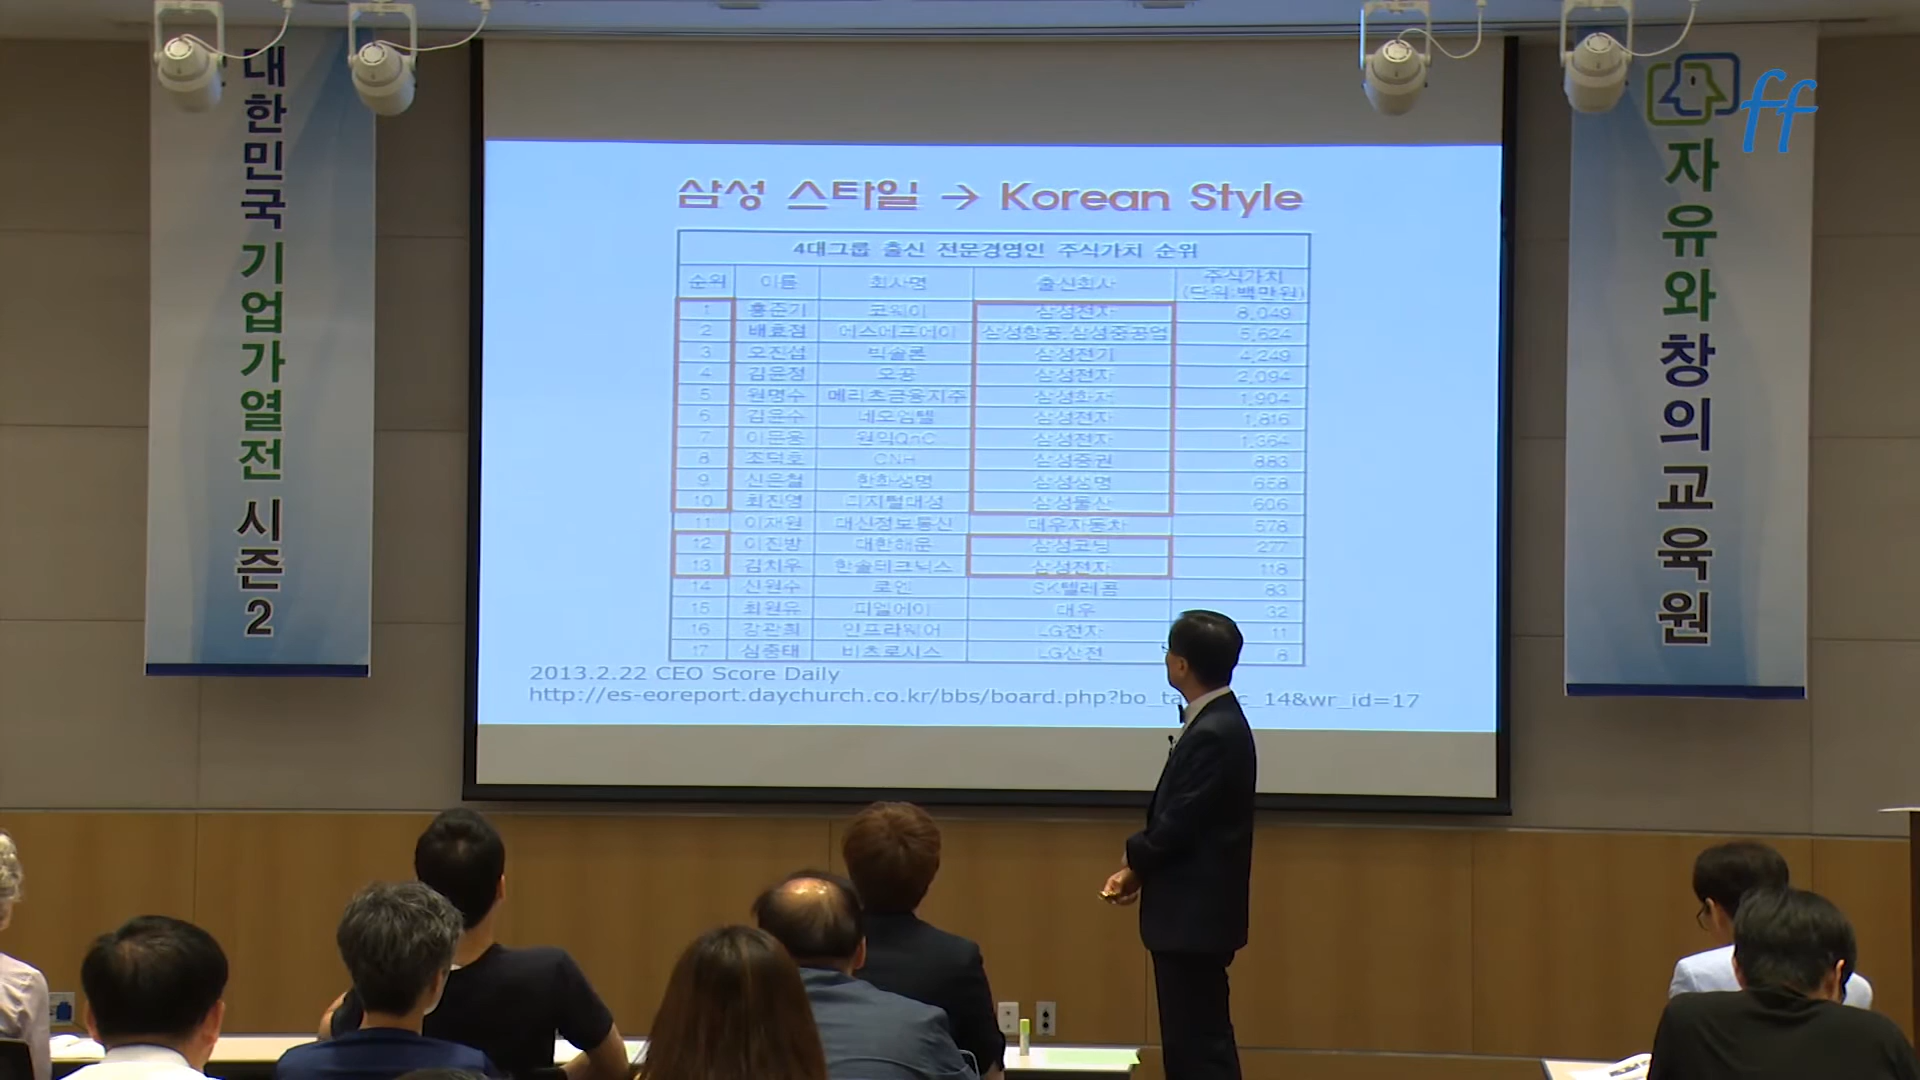 대한민국 기업가열전 시즌2
삼성 스타일 → Korean Style
4대그룹 출신 전문경영인 주식가치 순위
순위 이름 회사명 출신회사 주식가치 (단위:백만원)
1 홍준기 코웨이 삼성전자 8,049
2 배효점 에스에프에이 삼성항공,삼성중공업 5,624
3 오진섭 빅솔론 삼성전기 4,249
4 김윤정 오공 삼성전자 2,094
5 원명수 메리츠금융지주 삼성화재 1,904
6 김윤수 네오엠텔 삼성전자 1,816
7 이문용 원익QnC 삼성전자 1,364
8 조덕호 CNH 삼성증권 883
9 신은철 한화생명 삼성생명 658
10 최진영 디지털대성 삼성물산 606
11 이재원 대신정보통신 대우자동차 578
12 이진방 대한해운 삼성코닝 277
13 김치우 한솔테크닉스 삼성전자 118
14 신원수 로엔 SK텔레콤 83
15 최원유 피엘에이 대우 32
16 강관희 인프라웨어 LG전자 11
17 심중태 비츠로시스 LG산전 8
2013.2.22 CEO Score Daily
http://es-eoreport.daychurch.co.kr/bbs/board.php?bo_ta c_14&wr_id=17
ff
자유와창의교육원